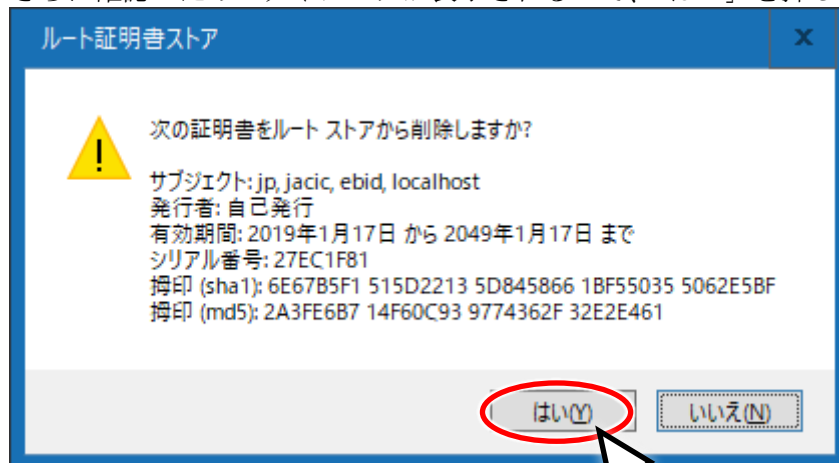 ルート証明書ストア
次の証明書をルート ストアから削除しますか?
サブジェクト: jp, jacic, ebid, localhost
発行者: 自己発行
有効期間: 2019年1月17日 から 2049年1月17日 まで
シリアル番号: 27EC1F81
拇印 (sha1): 6E67B5F1 515D2213 5D845866 1BF55035 5062E5BF
拇印 (md5): 2A3FE6B7 14F60C93 9774362F 32E2E461
はい(Y) いいえ(N)